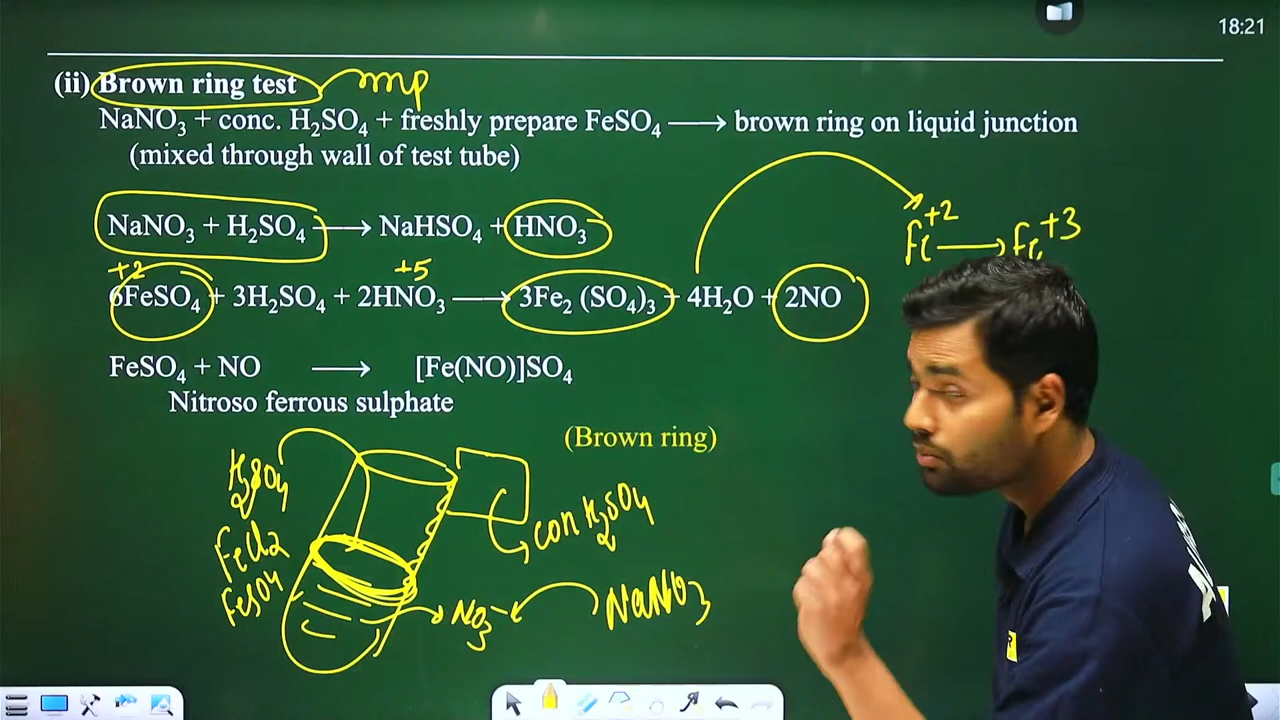 18:21
(ii) Brown ring test
imp
NaNO₃ + conc. H₂SO₄ + freshly prepare FeSO₄ ⟶ brown ring on liquid junction
(mixed through wall of test tube)
NaNO₃ + H₂SO₄ ⟶ NaHSO₄ + HNO₃
Fe+2 ⟶ Fe+3
+2 +5
6FeSO₄ + 3H₂SO₄ + 2HNO₃ ⟶ 3Fe₂ (SO₄)₃ + 4H₂O + 2NO
FeSO₄ + NO ⟶ [Fe(NO)]SO₄
Nitroso ferrous sulphate
(Brown ring)
H₂SO₄
con H₂SO₄
FeCl2
FeSO4
NO₃⁻
NaNO3